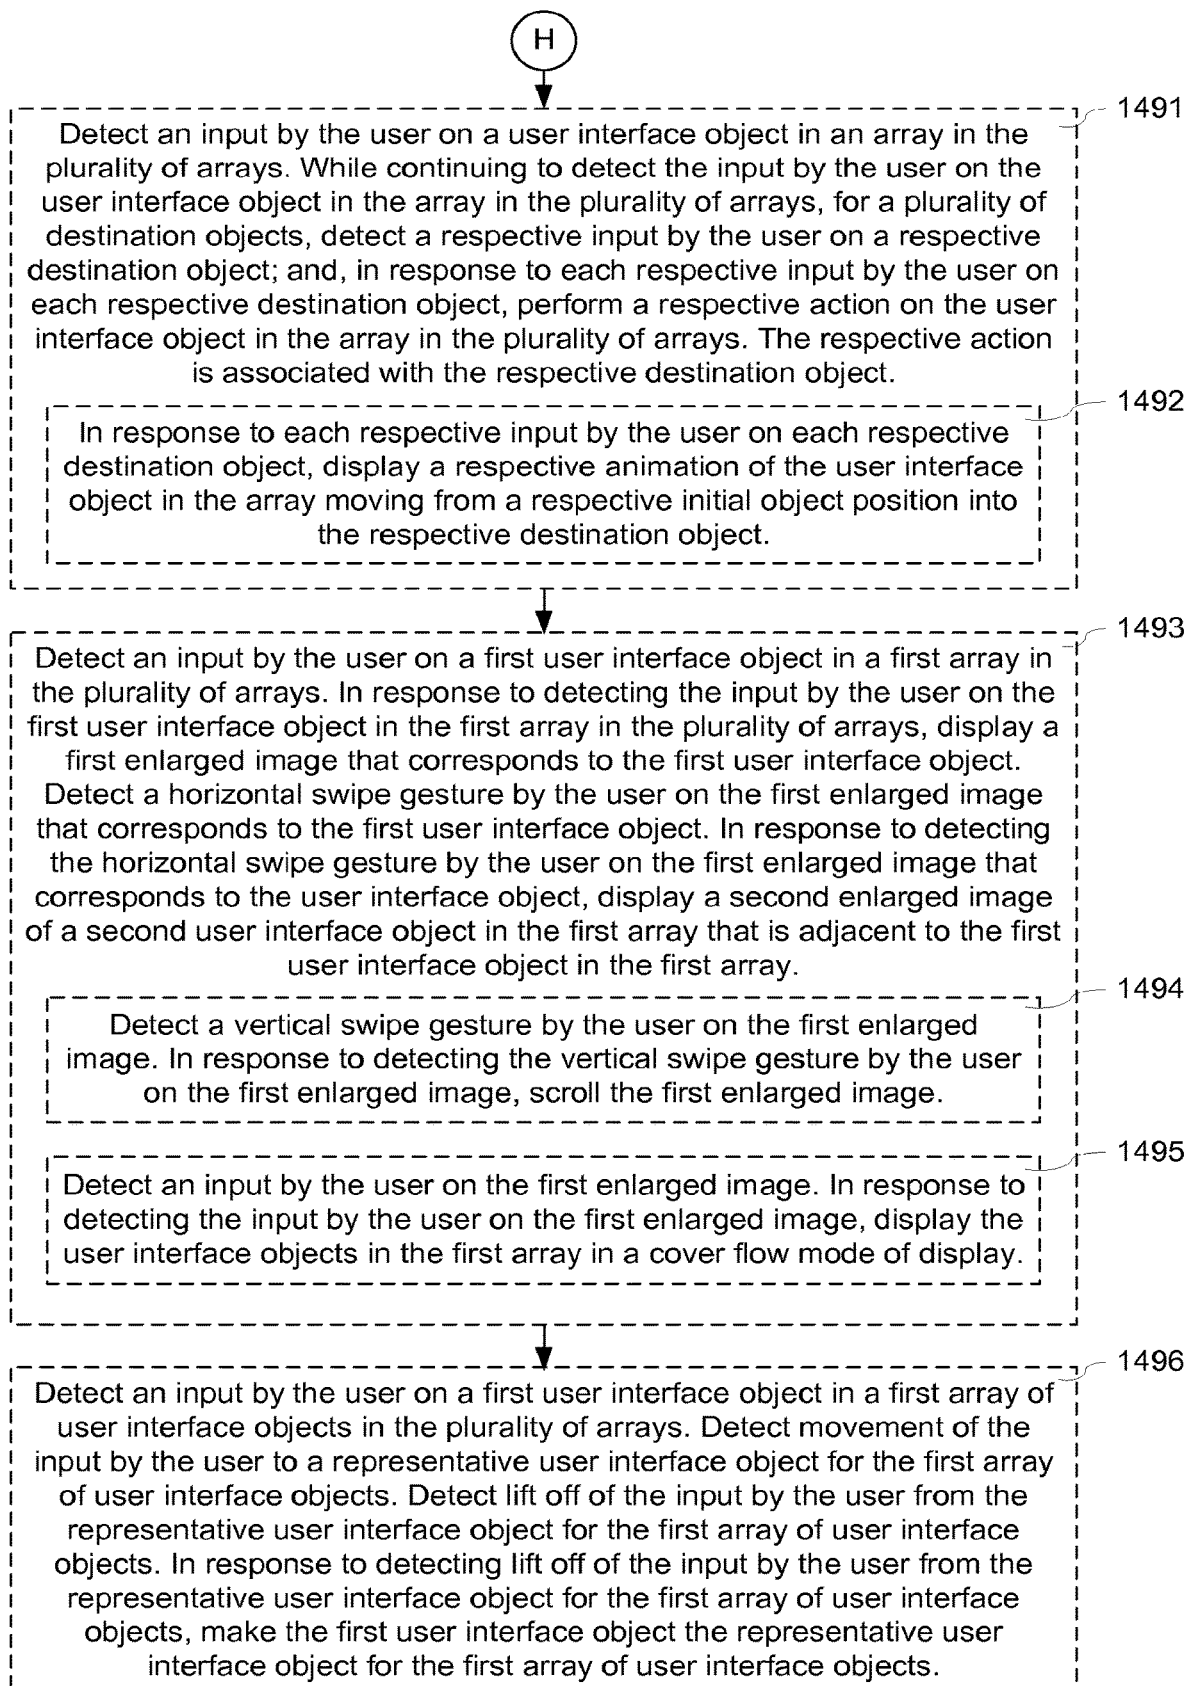 H
1491
Detect an input by the user on a user interface object in an array in the
plurality of arrays. While continuing to detect the input by the user on the
user interface object in the array in the plurality of arrays, for a plurality of
destination objects, detect a respective input by the user on a respective
destination object; and, in response to each respective input by the user on
each respective destination object, perform a respective action on the user
interface object in the array in the plurality of arrays. The respective action
is associated with the respective destination object.
1492
In response to each respective input by the user on each respective
destination object, display a respective animation of the user interface
object in the array moving from a respective initial object position into
the respective destination object.
1493
Detect an input by the user on a first user interface object in a first array in
the plurality of arrays. In response to detecting the input by the user on the
first user interface object in the first array in the plurality of arrays, display a
first enlarged image that corresponds to the first user interface object.
Detect a horizontal swipe gesture by the user on the first enlarged image
that corresponds to the first user interface object. In response to detecting
the horizontal swipe gesture by the user on the first enlarged image that
corresponds to the user interface object, display a second enlarged image
of a second user interface object in the first array that is adjacent to the first
user interface object in the first array.
1494
Detect a vertical swipe gesture by the user on the first enlarged
image. In response to detecting the vertical swipe gesture by the user
on the first enlarged image, scroll the first enlarged image.
1495
Detect an input by the user on the first enlarged image. In response to
detecting the input by the user on the first enlarged image, display the
user interface objects in the first array in a cover flow mode of display.
1496
Detect an input by the user on a first user interface object in a first array of
user interface objects in the plurality of arrays. Detect movement of the
input by the user to a representative user interface object for the first array
of user interface objects. Detect lift off of the input by the user from the
representative user interface object for the first array of user interface
objects. In response to detecting lift off of the input by the user from the
representative user interface object for the first array of user interface
objects, make the first user interface object the representative user
interface object for the first array of user interface objects.